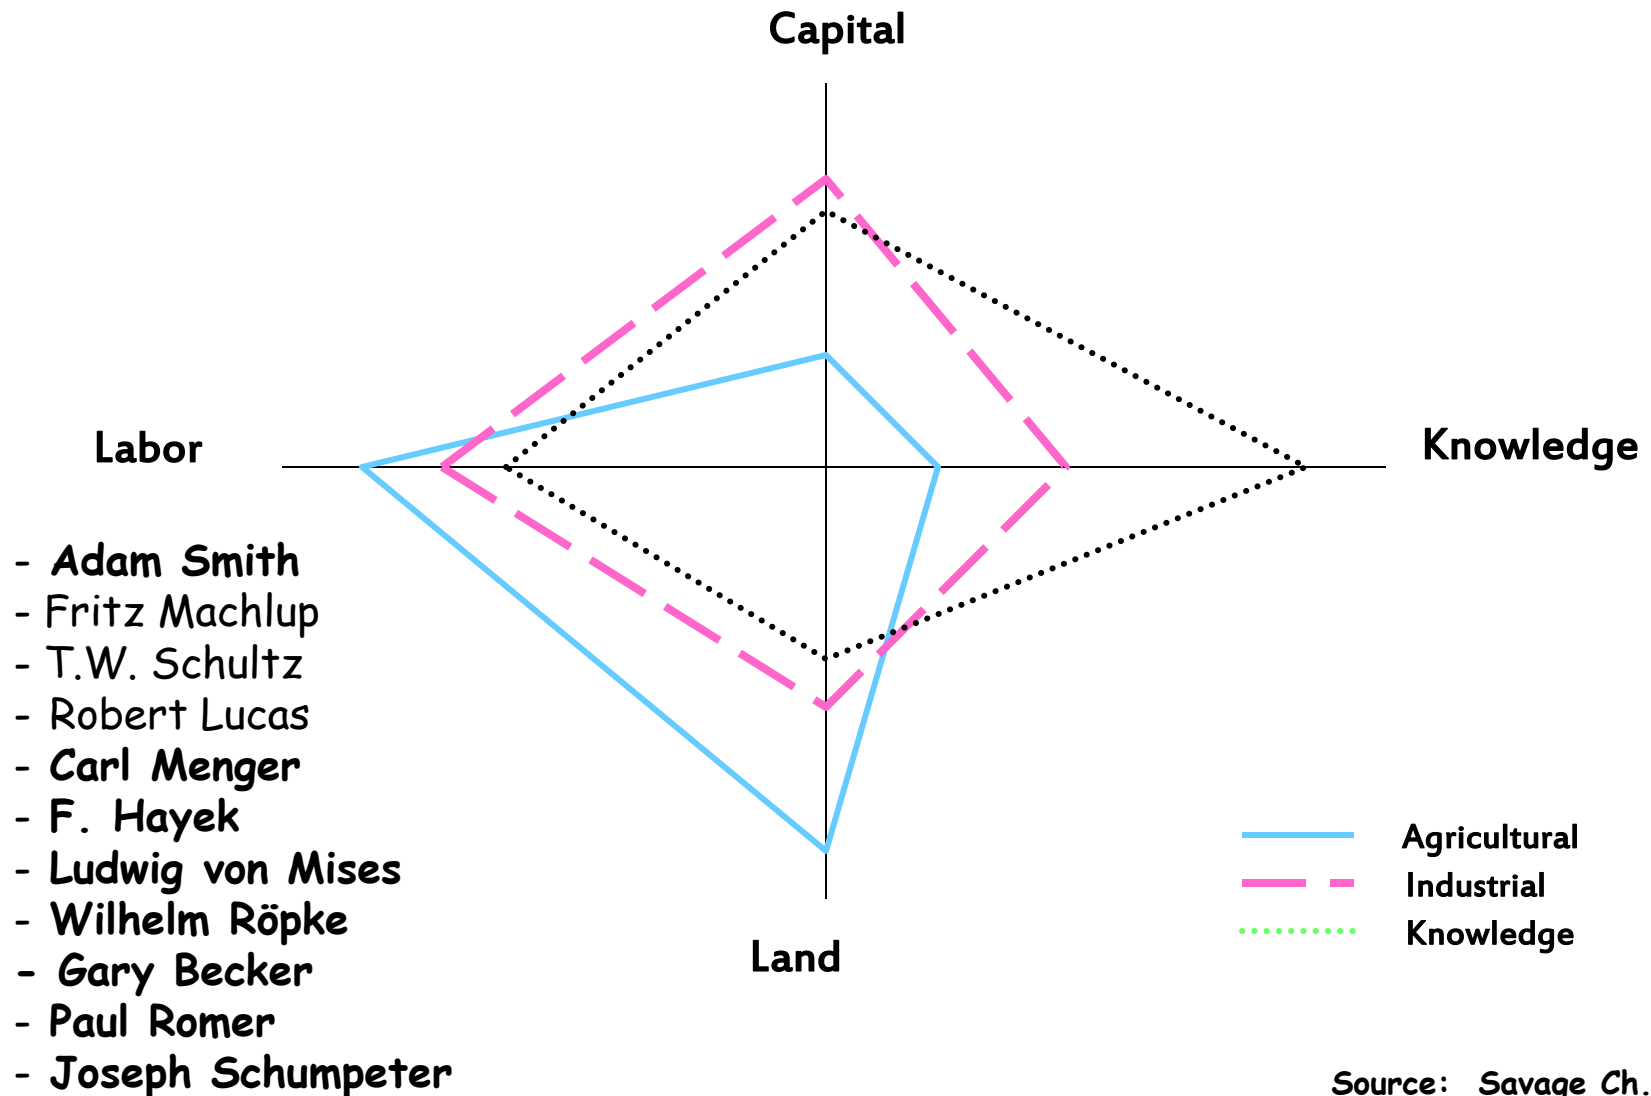 Capital
Labor
Knowledge
- Adam Smith
- Fritz Machlup
- T.W. Schultz
- Robert Lucas
- Carl Menger
- F. Hayek
- Ludwig von Mises
- Wilhelm Röpke
- Gary Becker
- Paul Romer
- Joseph Schumpeter
Land
Agricultural
Industrial
Knowledge
Source: Savage Ch.